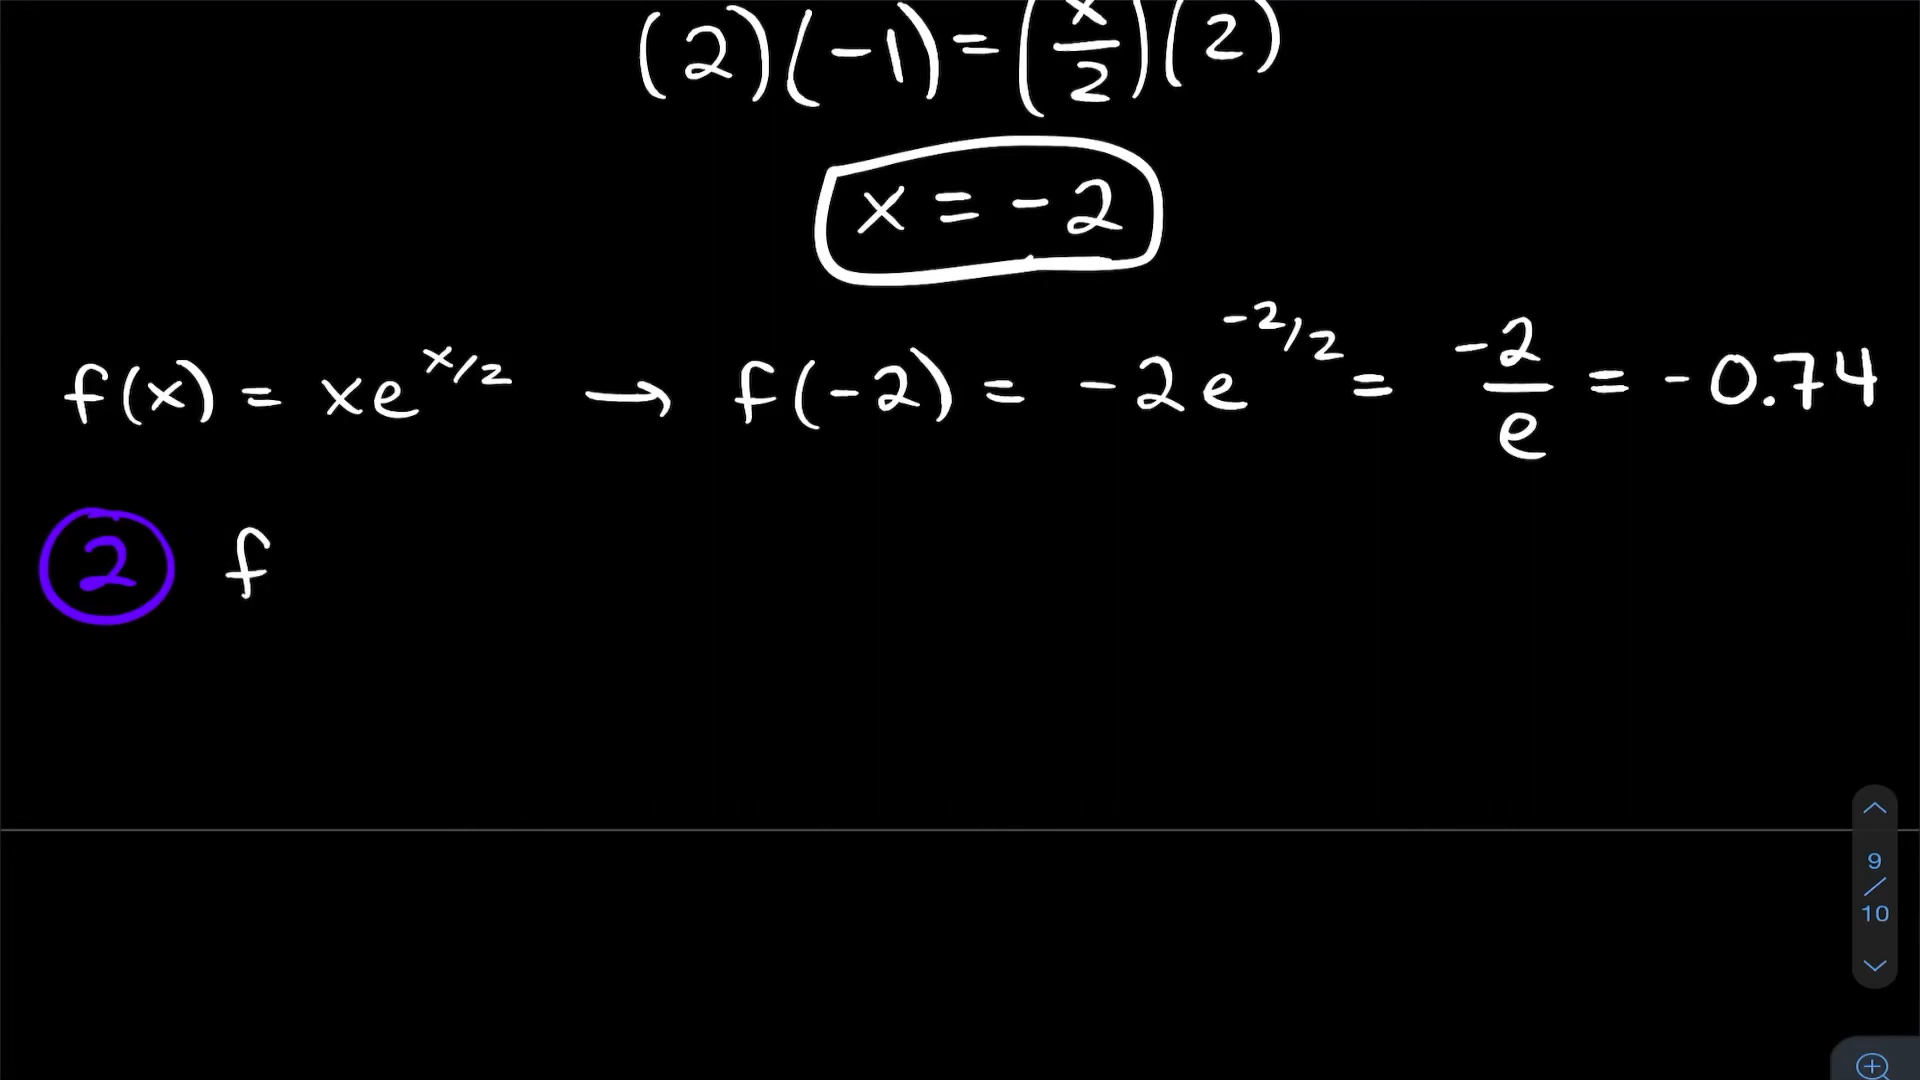 (2)(-1)=(x/2)(2)
x = -2
f(x) = xe^x/2 → f(-2) = -2e^-2/2 = -2/e = -0.74
2 f
9
/
10